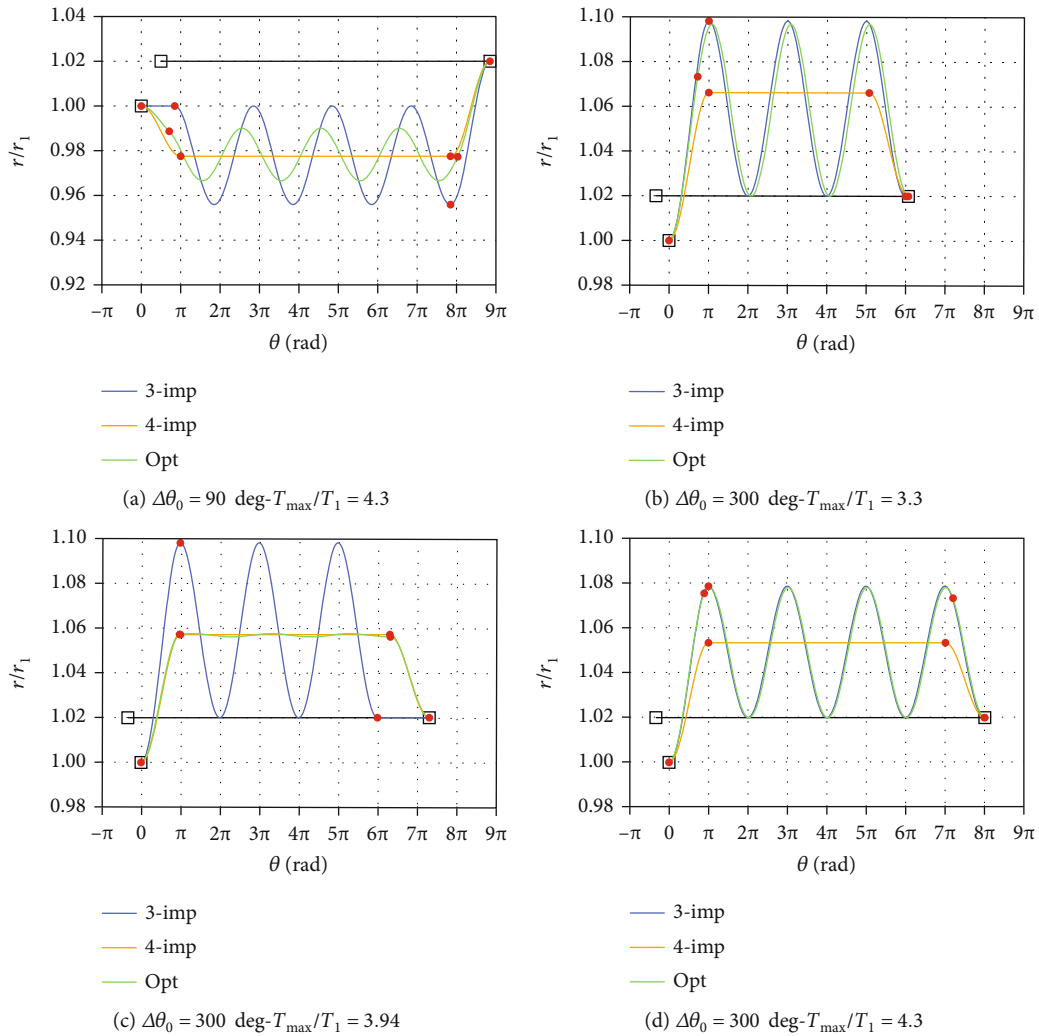 1.04
1.02
1.00
0.98
0.96
0.94
0.92
r/r₁
−π 0 π 2π 3π 4π 5π 6π 7π 8π 9π
θ (rad)
3-imp
4-imp
Opt
(a) Δθ₀ = 90 deg-T_max/T₁ = 4.3
1.10
1.08
1.06
1.04
1.02
1.00
0.98
r/r₁
−π 0 π 2π 3π 4π 5π 6π 7π 8π 9π
θ (rad)
3-imp
4-imp
Opt
(b) Δθ₀ = 300 deg-T_max/T₁ = 3.3
1.10
1.08
1.06
1.04
1.02
1.00
0.98
r/r₁
−π 0 π 2π 3π 4π 5π 6π 7π 8π 9π
θ (rad)
3-imp
4-imp
Opt
(c) Δθ₀ = 300 deg-T_max/T₁ = 3.94
1.10
1.08
1.06
1.04
1.02
1.00
0.98
r/r₁
−π 0 π 2π 3π 4π 5π 6π 7π 8π 9π
θ (rad)
3-imp
4-imp
Opt
(d) Δθ₀ = 300 deg-T_max/T₁ = 4.3